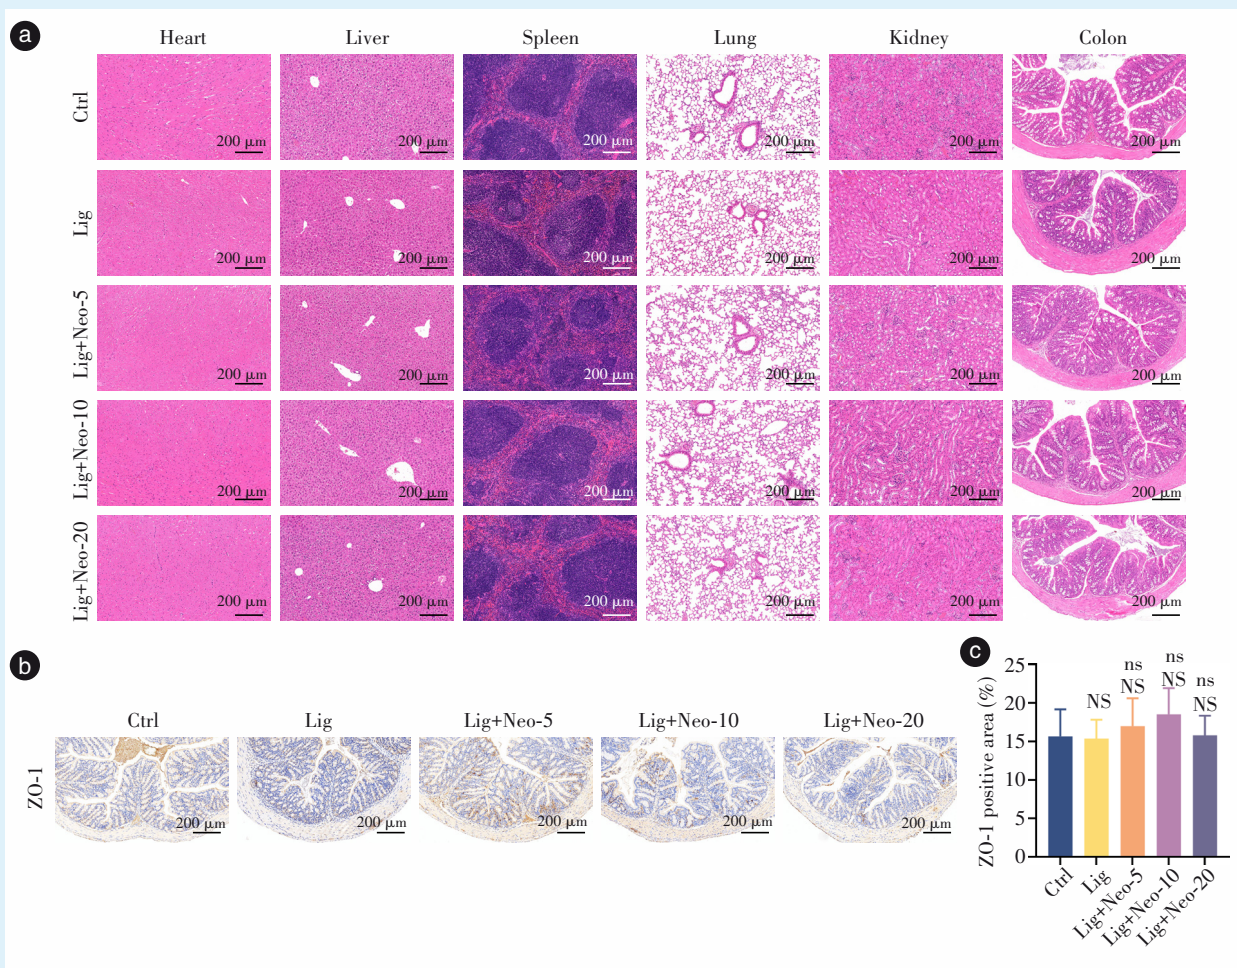 a
Heart Liver Spleen Lung Kidney Colon
Ctrl
200 μm 200 μm 200 μm 200 μm 200 μm 200 μm
Lig
200 μm 200 μm 200 μm 200 μm 200 μm 200 μm
Lig+Neo-5
200 μm 200 μm 200 μm 200 μm 200 μm 200 μm
Lig+Neo-10
200 μm 200 μm 200 μm 200 μm 200 μm 200 μm
Lig+Neo-20
200 μm 200 μm 200 μm 200 μm 200 μm 200 μm
b
Ctrl Lig Lig+Neo-5 Lig+Neo-10 Lig+Neo-20
ZO-1
200 μm 200 μm 200 μm 200 μm 200 μm
c
ZO-1 positive area (%)
25
20
15
10
5
0
ns ns ns
NS NS NS NS
Ctrl Lig Lig+Neo-5 Lig+Neo-10 Lig+Neo-20